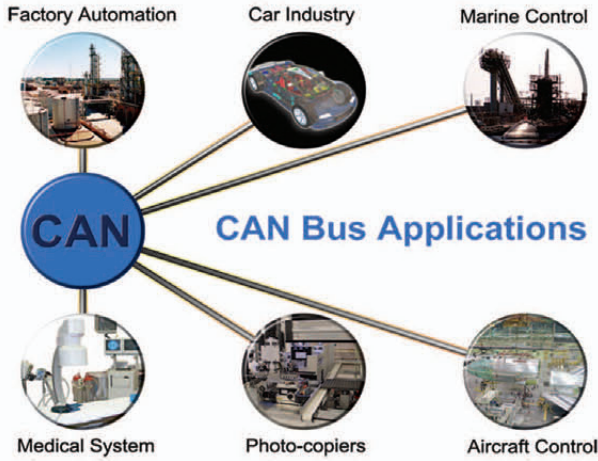 Factory Automation
Car Industry
Marine Control
CAN
CAN Bus Applications
Medical System
Photo-copiers
Aircraft Control